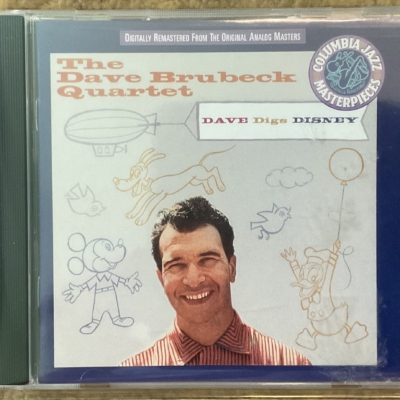 DIGITALLY REMASTERED FROM THE ORIGINAL ANALOG MASTERS
COLUMBIA JAZZ
MASTERPIECES
The
Dave Brubeck
Quartet
DAVE Digs DISNEY